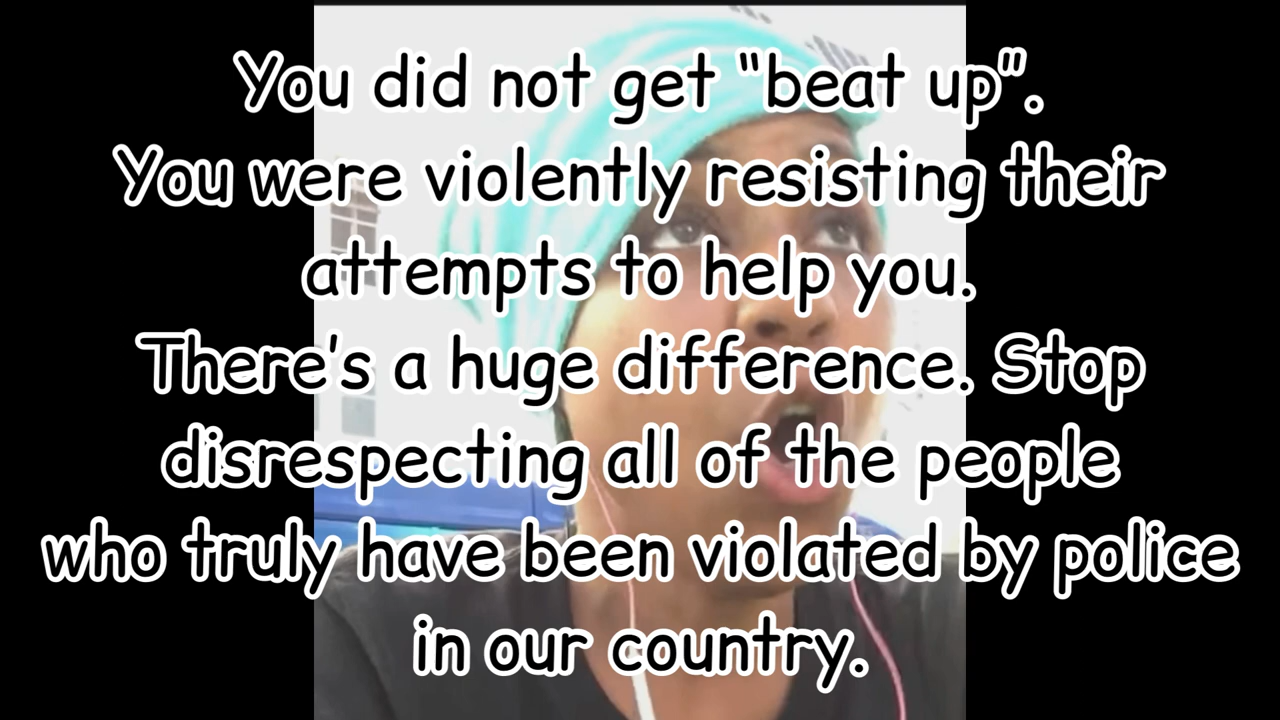 You did not get “beat up”.
You were violently resisting their
attempts to help you.
There's a huge difference. Stop
disrespecting all of the people
who truly have been violated by police
in our country.